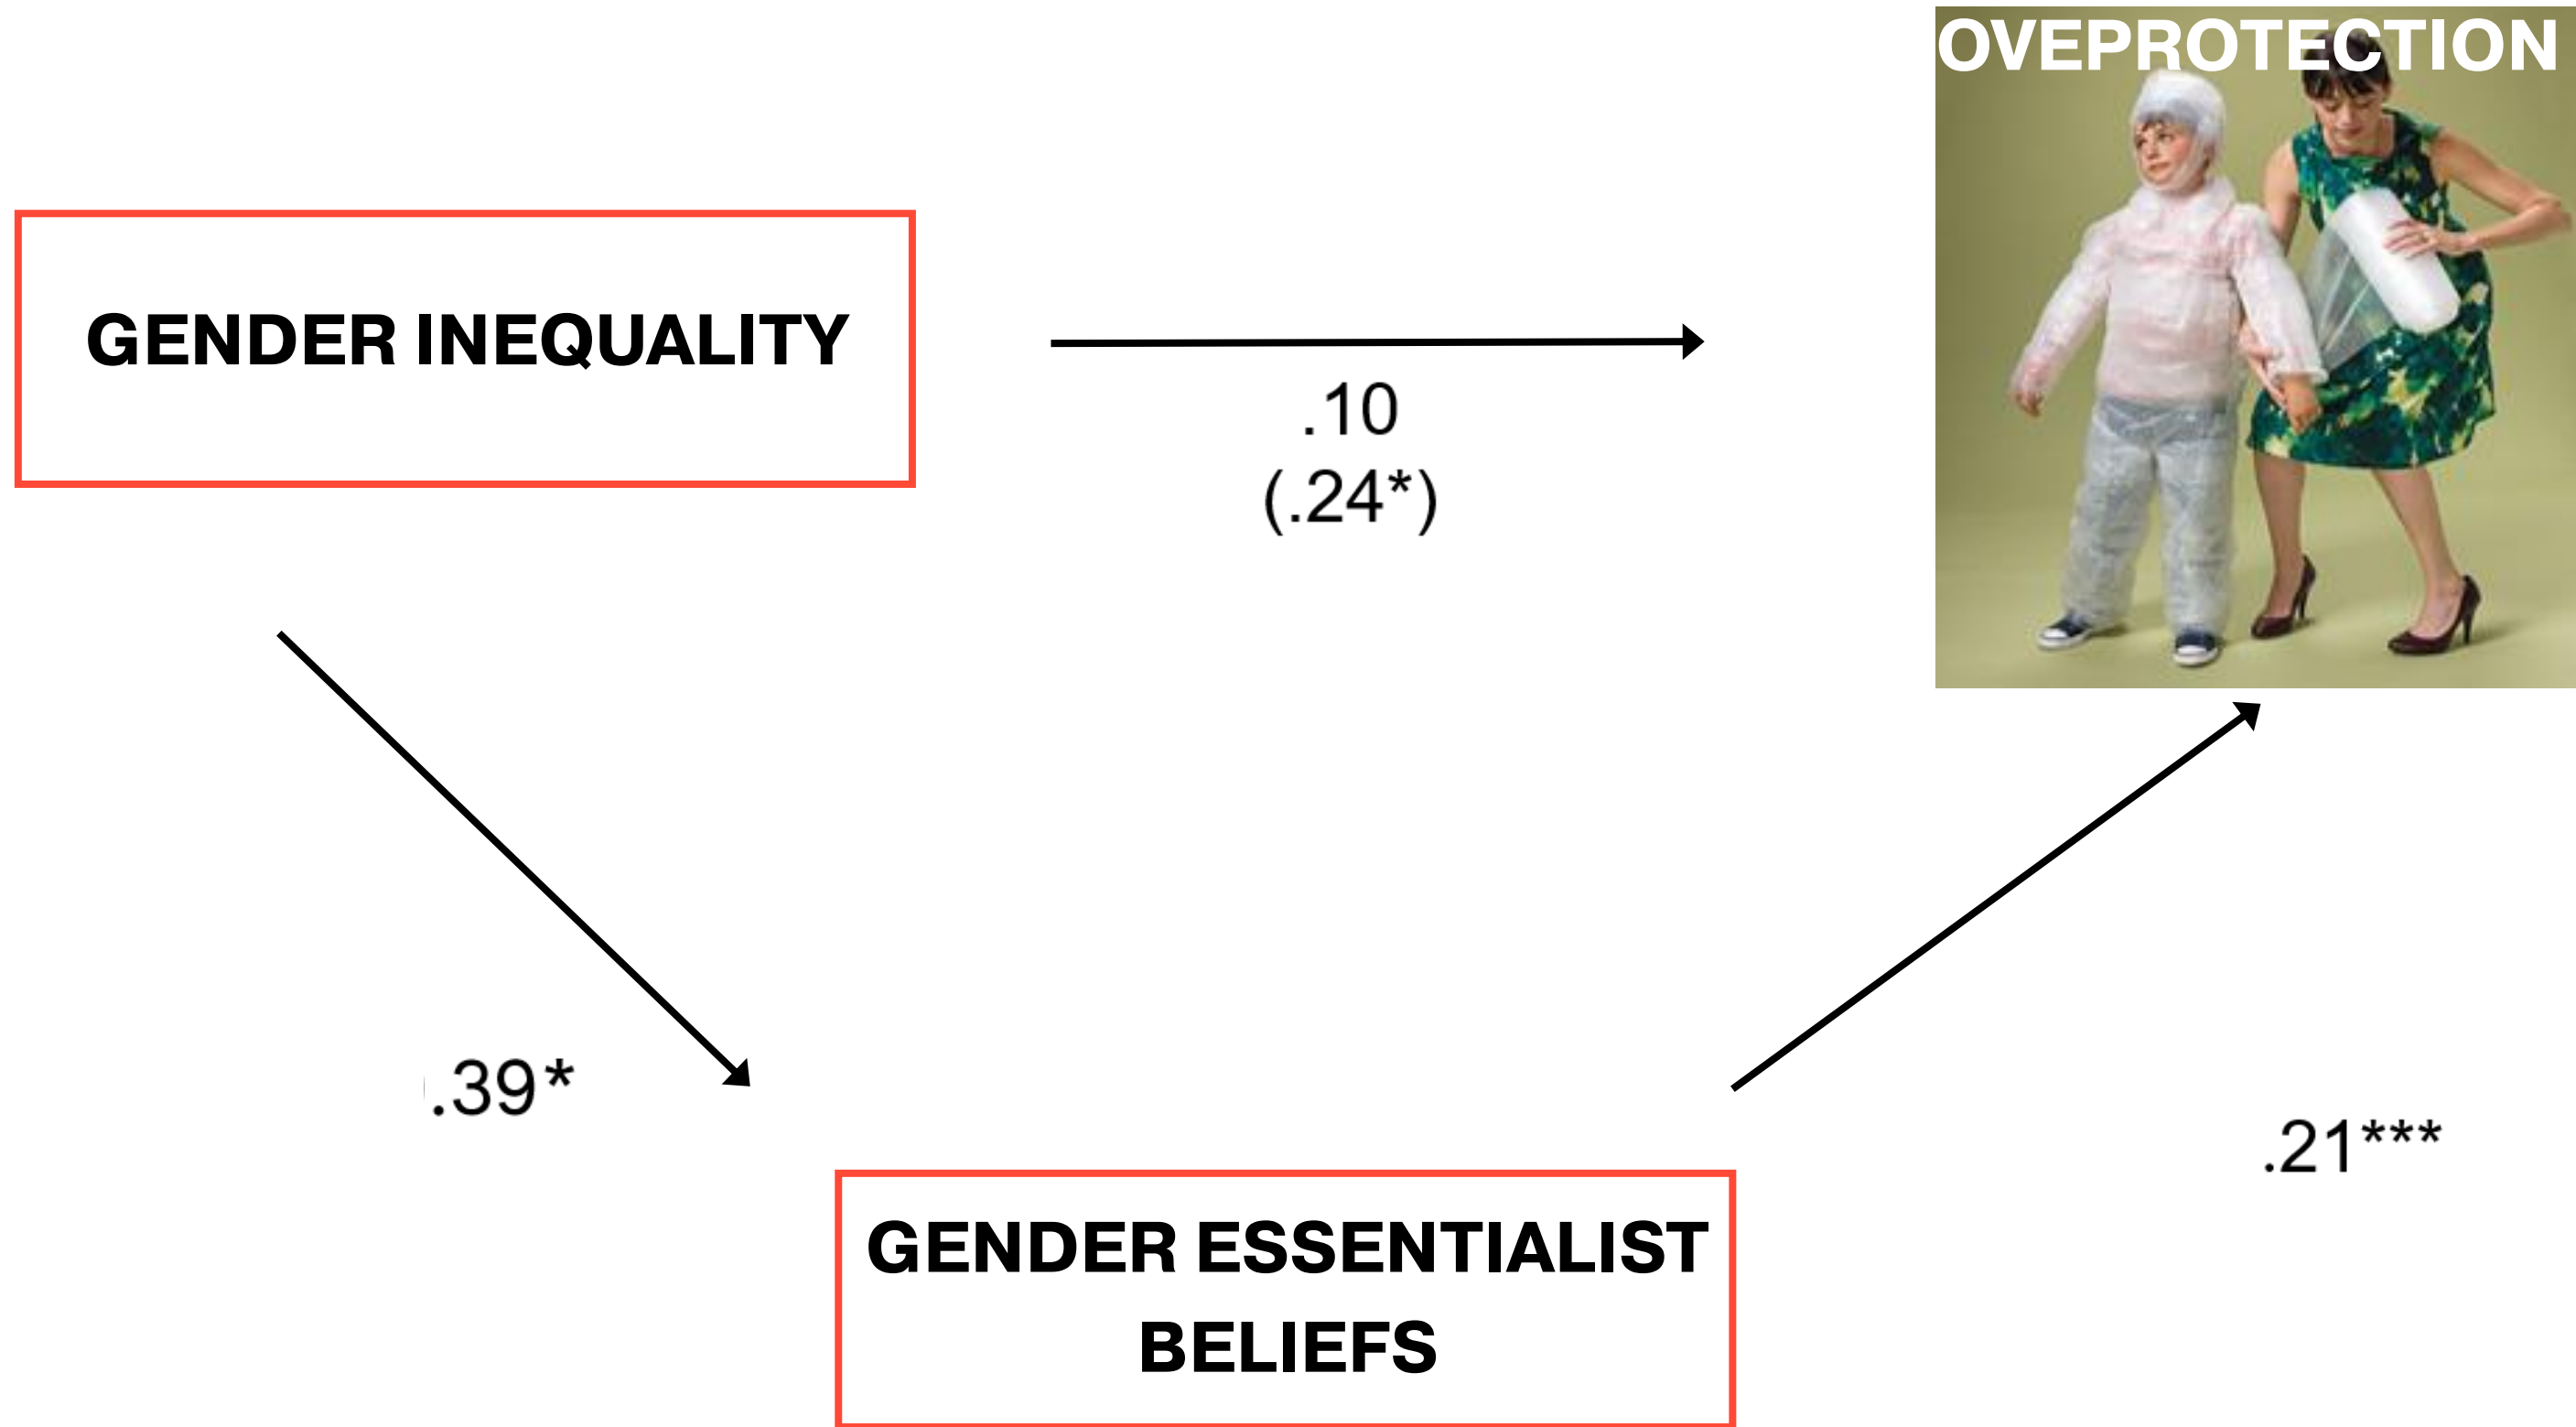 OVEPROTECTION
GENDER INEQUALITY
.10
(.24*)
.39*
.21***
GENDER ESSENTIALIST
BELIEFS